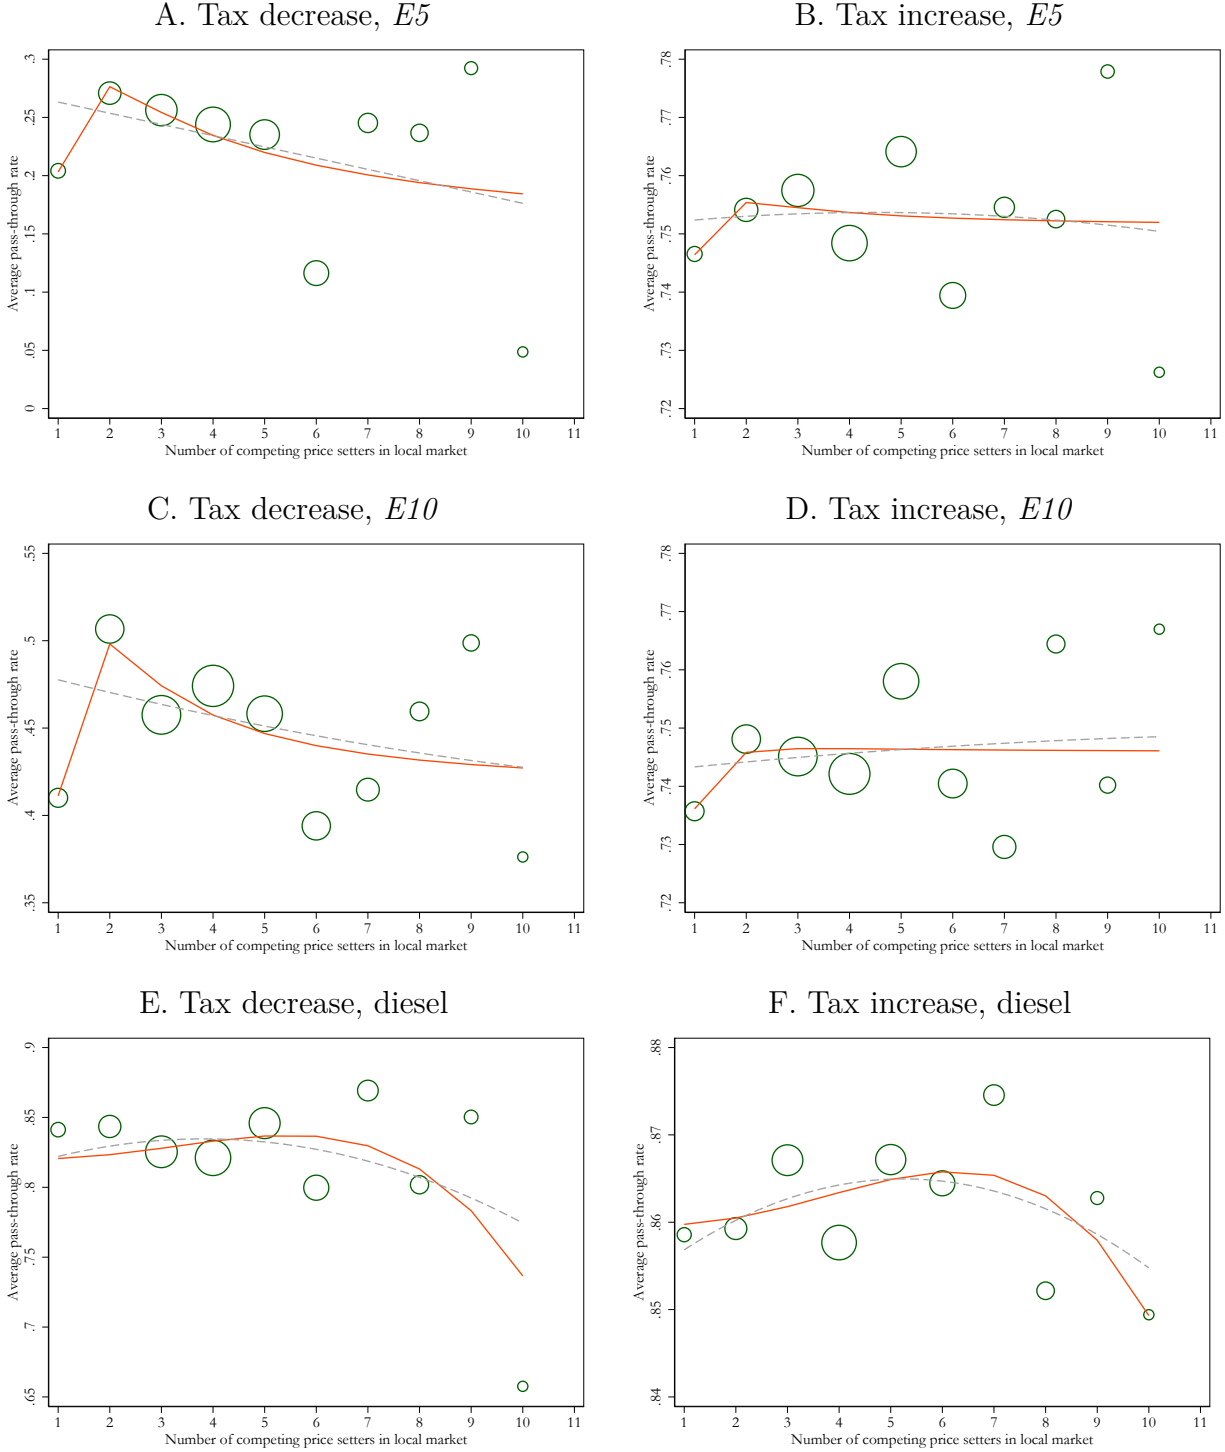 A. Tax decrease, E5
Average pass-through rate
.3
.25
.2
.15
.1
.05
0
1 2 3 4 5 6 7 8 9 10 11
Number of competing price setters in local market
B. Tax increase, E5
Average pass-through rate
.78
.77
.76
.75
.74
.73
.72
1 2 3 4 5 6 7 8 9 10 11
Number of competing price setters in local market
C. Tax decrease, E10
Average pass-through rate
.55
.5
.45
.4
.35
1 2 3 4 5 6 7 8 9 10 11
Number of competing price setters in local market
D. Tax increase, E10
Average pass-through rate
.78
.77
.76
.75
.74
.73
.72
1 2 3 4 5 6 7 8 9 10 11
Number of competing price setters in local market
E. Tax decrease, diesel
Average pass-through rate
.9
.85
.8
.75
.7
.65
1 2 3 4 5 6 7 8 9 10 11
Number of competing price setters in local market
F. Tax increase, diesel
Average pass-through rate
.88
.87
.86
.85
.84
1 2 3 4 5 6 7 8 9 10 11
Number of competing price setters in local market